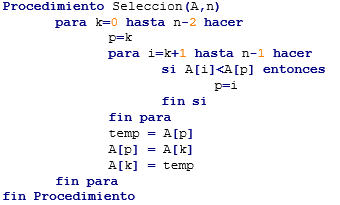 Procedimiento Seleccion(A,n)
para k=0 hasta n-2 hacer
p=k
para i=k+1 hasta n-1 hacer
si A[i]<A[p] entonces
p=i
fin si
fin para
temp = A[p]
A[p] = A[k]
A[k] = temp
fin para
fin Procedimiento